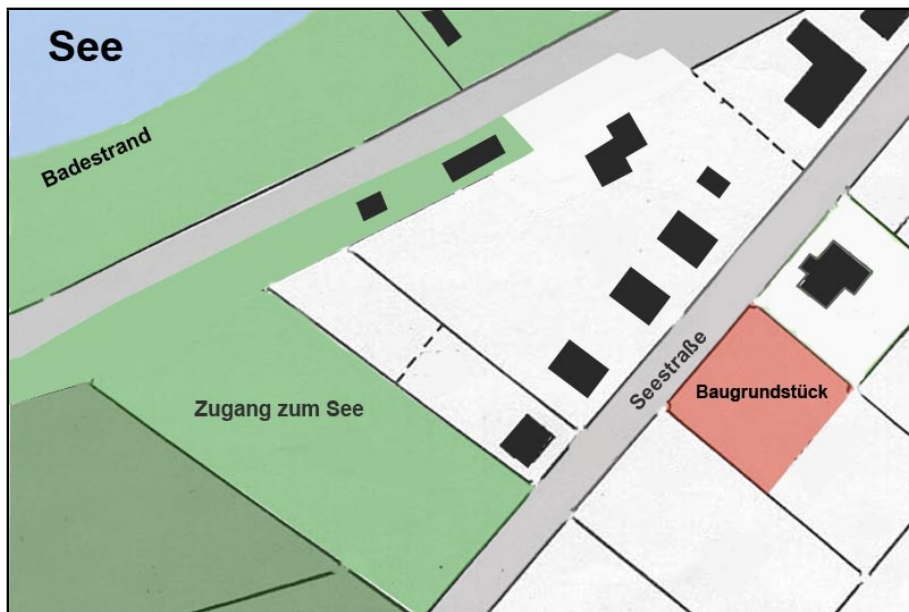 See
Badestrand
Seestraße
Baugrundstück
Zugang zum See